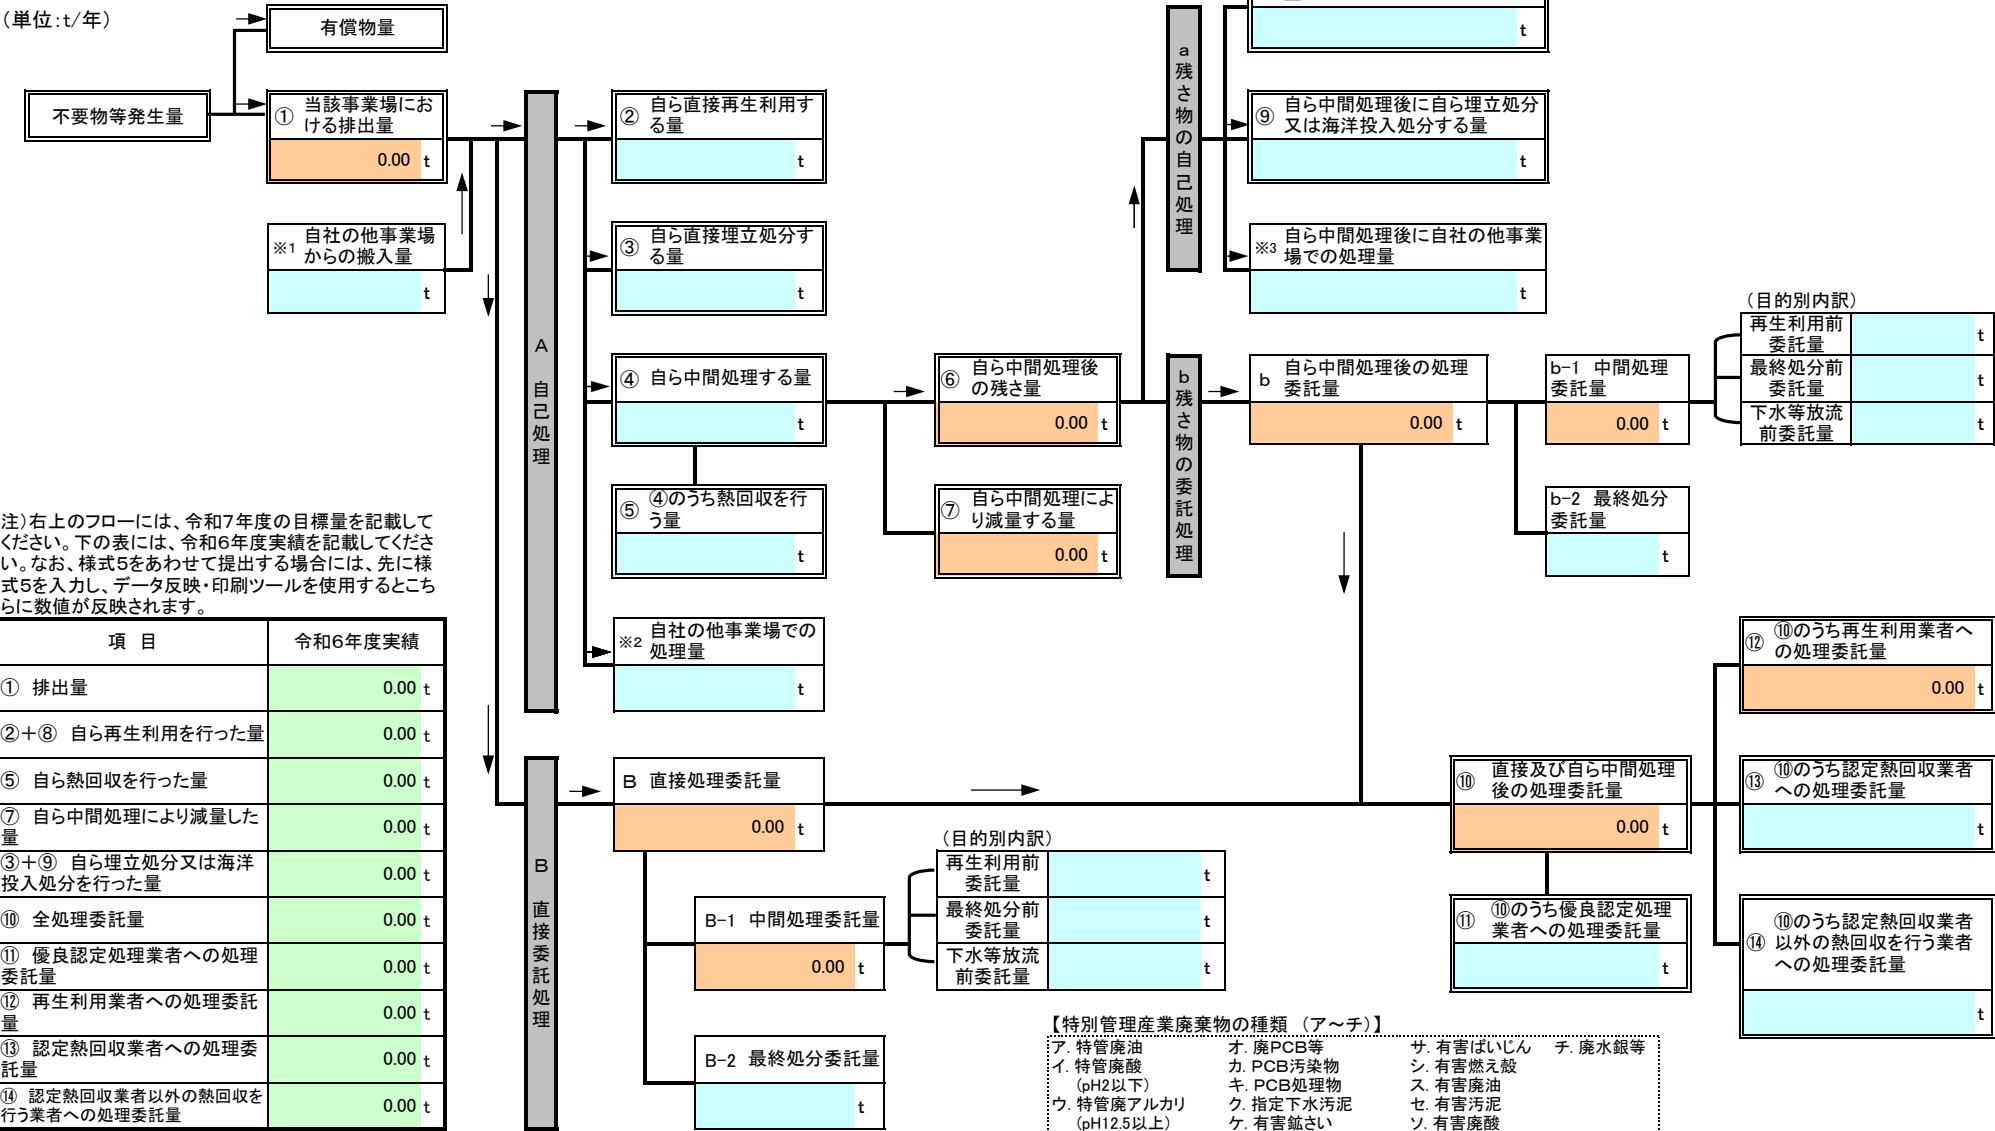 （単位：t/年）
有償物量
不要物等発生量
① 当該事業場にお
ける排出量
0.00 t
※1 自社の他事業場
からの搬入量
t
A 自己処理
② 自ら直接再生利用す
る量
t
③ 自ら直接埋立処分す
る量
t
④ 自ら中間処理する量
t
⑤ ④のうち熱回収を行
う量
t
※2 自社の他事業場での
処理量
t
⑥ 自ら中間処理後
の残さ量
0.00 t
⑦ 自ら中間処理によ
り減量する量
0.00 t
a 残さ物の自己処理
t
⑨ 自ら中間処理後に自ら埋立処分
又は海洋投入処分する量
t
※3 自ら中間処理後に自社の他事業
場での処理量
t
b 残さ物の委託処理
b 自ら中間処理後の処理
委託量
0.00 t
b-1 中間処理
委託量
0.00 t
b-2 最終処分
委託量
t
（目的別内訳）
再生利用前
委託量
t
最終処分前
委託量
t
下水等放流
前委託量
t
注）右上のフローには、令和7年度の目標量を記載して
ください。下の表には、令和6年度実績を記載してくださ
い。なお、様式5をあわせて提出する場合には、先に様
式5を入力し、データ反映・印刷ツールを使用するとこち
らに数値が反映されます。
項 目 令和6年度実績
① 排出量 0.00 t
②＋⑧ 自ら再生利用を行った量 0.00 t
⑤ 自ら熱回収を行った量 0.00 t
⑦ 自ら中間処理により減量した
量 0.00 t
③＋⑨ 自ら埋立処分又は海洋
投入処分を行った量 0.00 t
⑩ 全処理委託量 0.00 t
⑪ 優良認定処理業者への処理
委託量 0.00 t
⑫ 再生利用業者への処理委託
量 0.00 t
⑬ 認定熱回収業者への処理委
託量 0.00 t
⑭ 認定熱回収業者以外の熱回収を
行う業者への処理委託量 0.00 t
B 直接委託処理
B 直接処理委託量
0.00 t
B-1 中間処理委託量
0.00 t
B-2 最終処分委託量
t
（目的別内訳）
再生利用前
委託量
t
最終処分前
委託量
t
下水等放流
前委託量
t
⑩ 直接及び自ら中間処理
後の処理委託量
0.00 t
⑪ ⑩のうち優良認定処理
業者への処理委託量
t
⑫ ⑩のうち再生利用業者へ
の処理委託量
0.00 t
⑬ ⑩のうち認定熱回収業者
への処理委託量
t
⑭ ⑩のうち認定熱回収業者
以外の熱回収を行う業者
への処理委託量
t
【特別管理産業廃棄物の種類 （ア～チ）】
ア. 特管廃油 オ. 廃PCB等 サ. 有害ばいじん チ. 廃水銀等
イ. 特管廃酸 カ. PCB汚染物 シ. 有害燃え殻
（pH2以下） キ. PCB処理物 ス. 有害廃油
ウ. 特管廃アルカリ ク. 指定下水汚泥 セ. 有害汚泥
（pH12.5以上） ケ. 有害鉱さい ソ. 有害廃酸